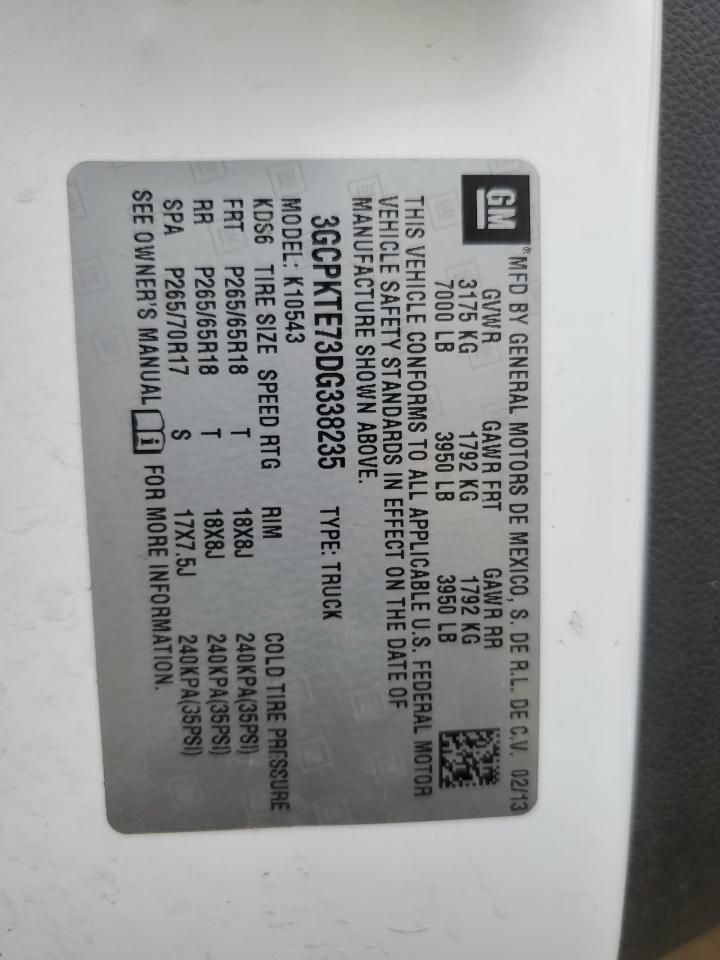 GM ® MFD BY GENERAL MOTORS DE MEXICO, S. DE R.L. DE C.V. 02/13
GVWR GAWR FRT GAWR RR
3175 KG 1792 KG 1792 KG
7000 LB 3950 LB 3950 LB
THIS VEHICLE CONFORMS TO ALL APPLICABLE U.S. FEDERAL MOTOR
VEHICLE SAFETY STANDARDS IN EFFECT ON THE DATE OF
MANUFACTURE SHOWN ABOVE.
3GCPKTE73DG338235 TYPE: TRUCK
MODEL: K10543
KDS6 TIRE SIZE SPEED RTG RIM COLD TIRE PRESSURE
FRT P265/65R18 T 18X8J 240KPA(35PSI)
RR P265/65R18 T 18X8J 240KPA(35PSI)
SPA P265/70R17 S 17X7.5J 240KPA(35PSI)
SEE OWNER'S MANUAL i FOR MORE INFORMATION.